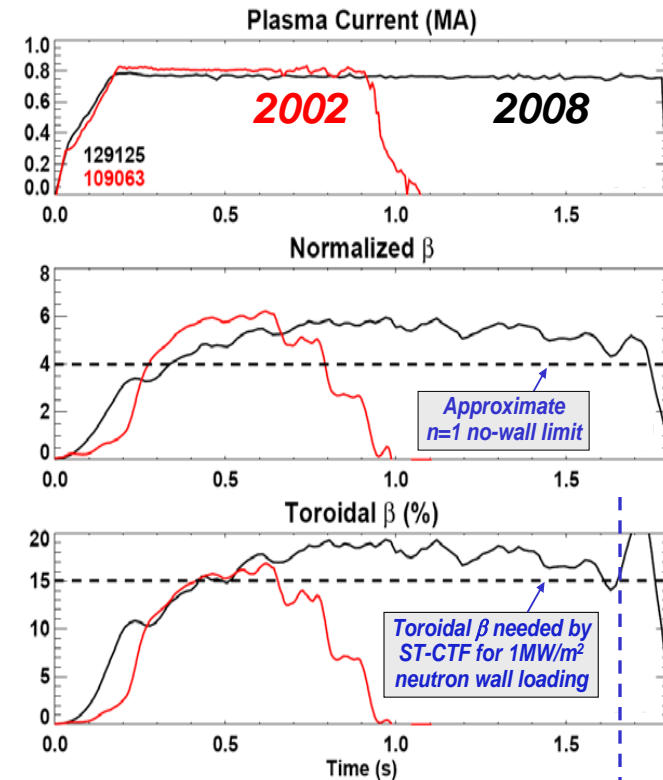 Plasma Current (MA)
1.0
0.8
0.6
0.4
0.2
0.0
2002
2008
129125
109063
0.0 0.5 1.0 1.5
Normalized β
8
6
4
2
0
Approximate
n=1 no-wall limit
0.0 0.5 1.0 1.5
Toroidal β (%)
20
15
10
5
0
Toroidal β needed by
ST-CTF for 1MW/m²
neutron wall loading
0.0 0.5 1.0 1.5
Time (s)